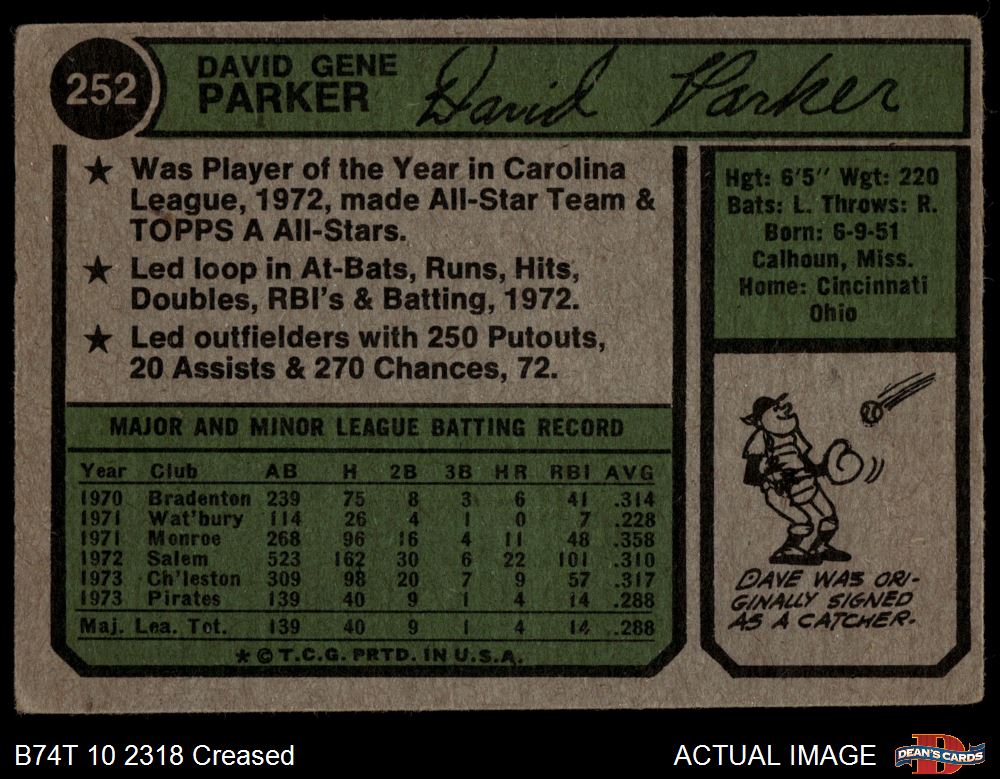 252
DAVID GENE
PARKER
David Parker
★ Was Player of the Year in Carolina
League, 1972, made All-Star Team &
TOPPS A All-Stars.
★ Led loop in At-Bats, Runs, Hits,
Doubles, RBI's & Batting, 1972.
★ Led outfielders with 250 Putouts,
20 Assists & 270 Chances, 72.
Hgt: 6'5" Wgt: 220
Bats: L. Throws: R.
Born: 6-9-51
Calhoun, Miss.
Home: Cincinnati
Ohio
MAJOR AND MINOR LEAGUE BATTING RECORD
Year Club AB H 2B 3B HR RBI AVG
1970 Bradenton 239 75 8 3 6 41 .314
1971 Wat'bury 114 26 4 1 0 7 .228
1971 Monroe 268 96 16 4 11 48 .358
1972 Salem 523 162 30 6 22 101 .310
1973 Ch'leston 309 98 20 7 9 57 .317
1973 Pirates 139 40 9 1 4 14 .288
Maj. Lea. Tot. 139 40 9 1 4 14 .288
★ © T.C.G. PRTD. IN U.S.A.
DAVE WAS ORI-
GINALLY SIGNED
AS A CATCHER.
B74T 10 2318 Creased
ACTUAL IMAGE
DEAN'S CARDS